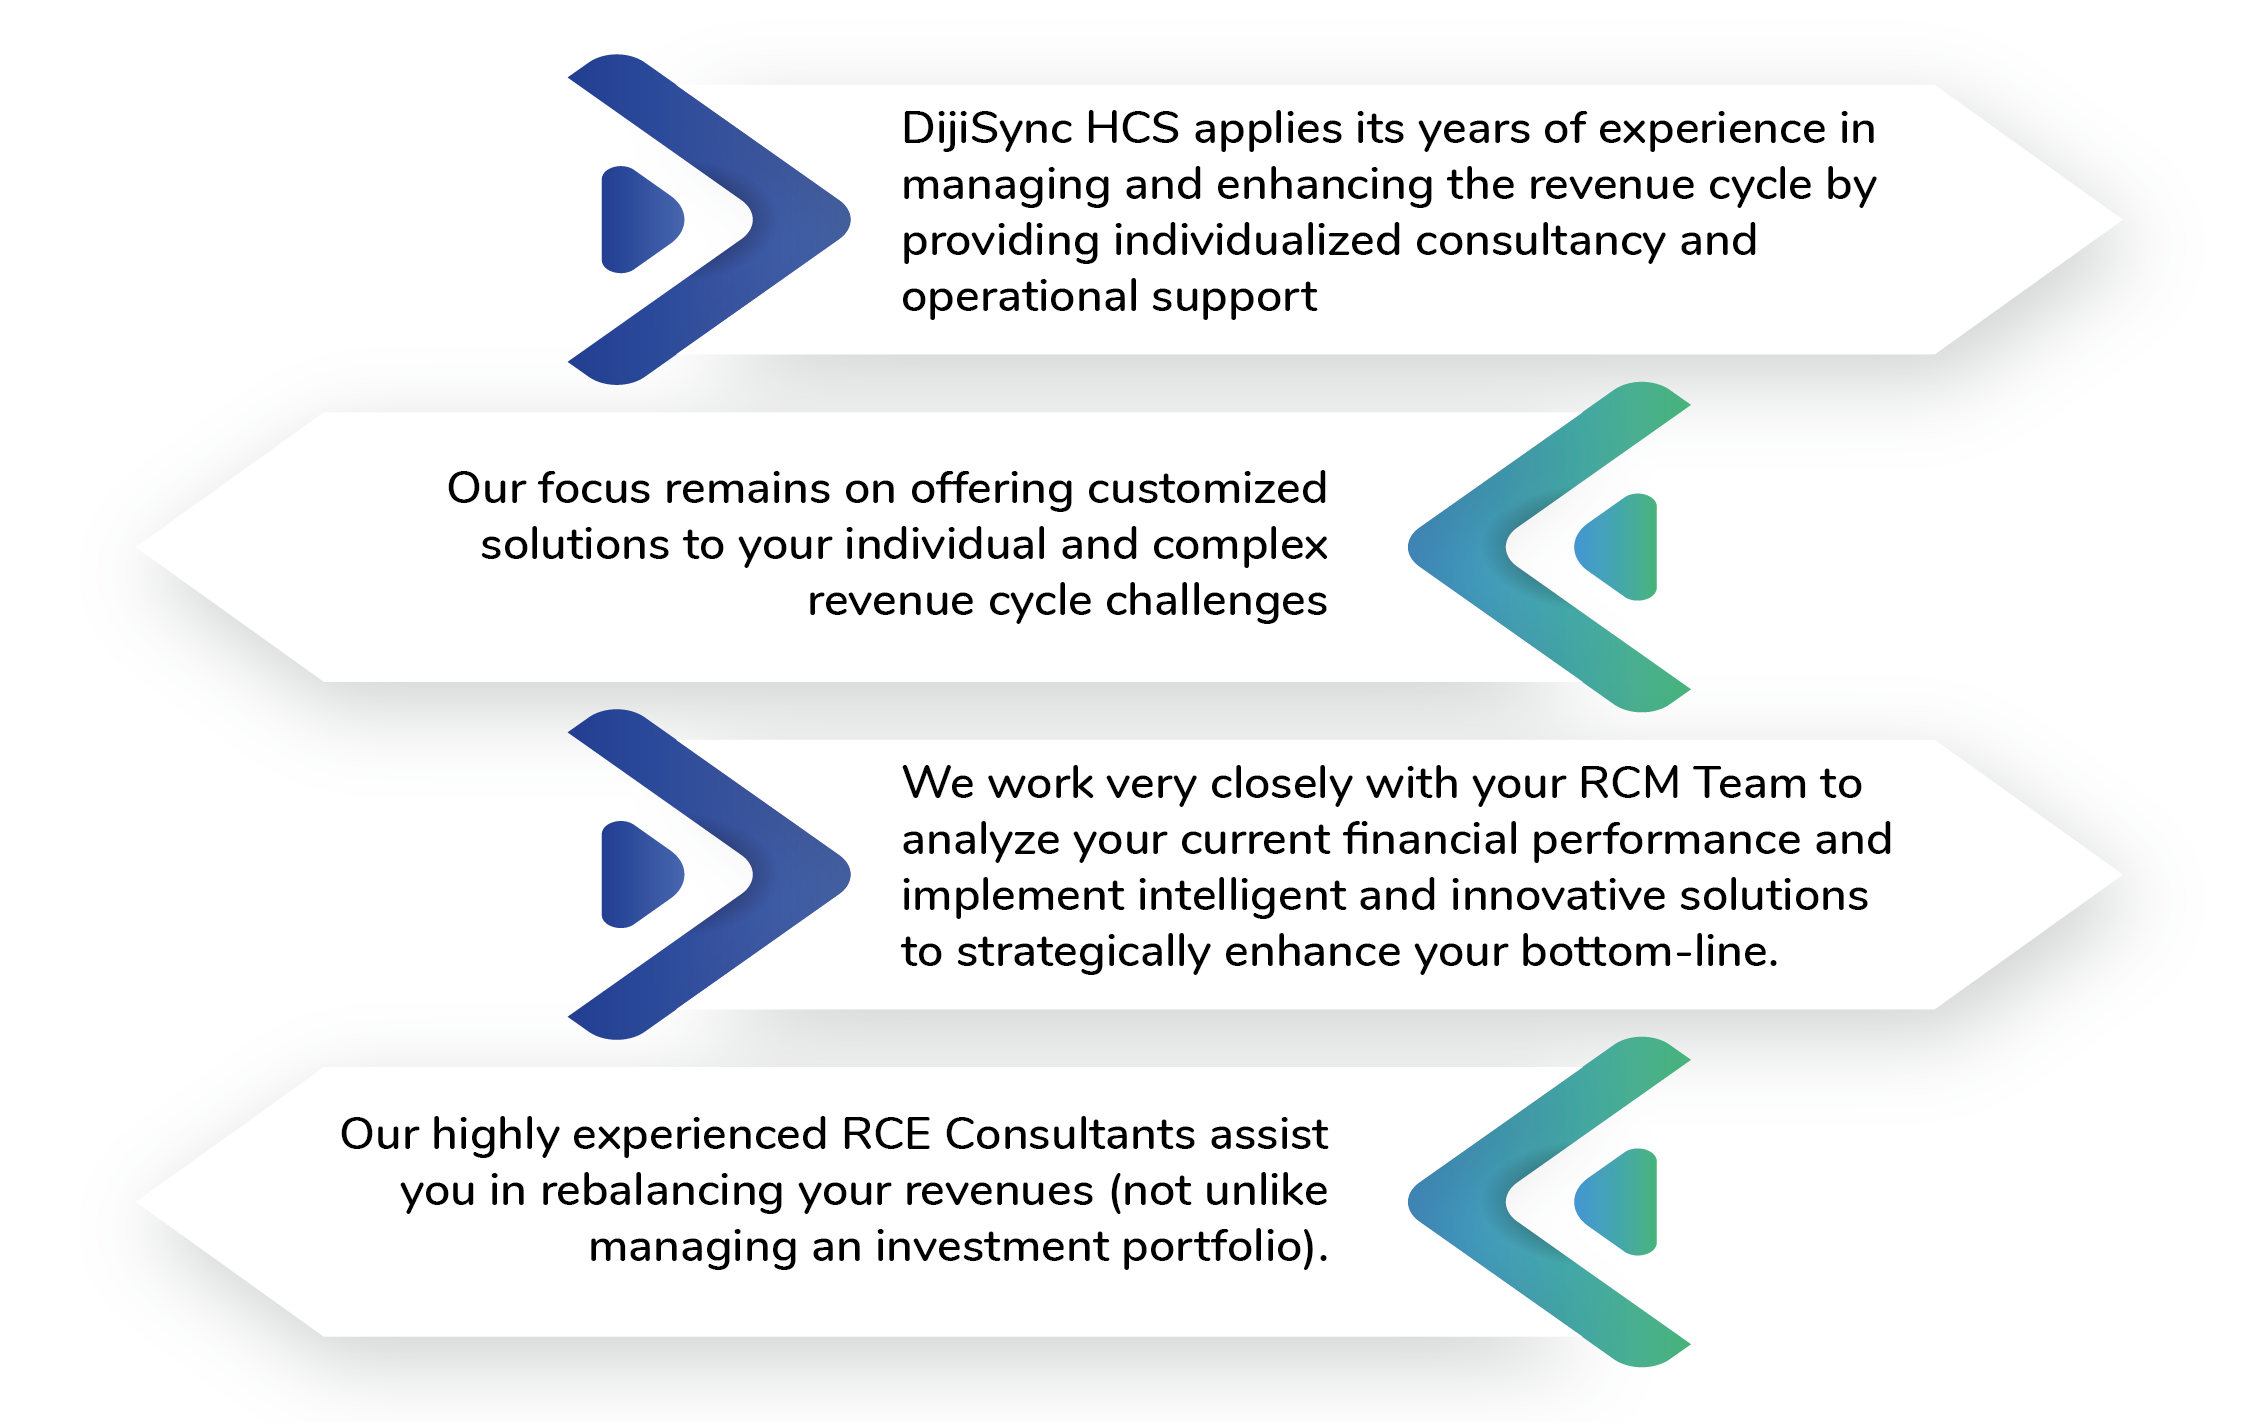 DijiSync HCS applies its years of experience in
managing and enhancing the revenue cycle by
providing individualized consultancy and
operational support
Our focus remains on offering customized
solutions to your individual and complex
revenue cycle challenges
We work very closely with your RCM Team to
analyze your current financial performance and
implement intelligent and innovative solutions
to strategically enhance your bottom-line.
Our highly experienced RCE Consultants assist
you in rebalancing your revenues (not unlike
managing an investment portfolio).